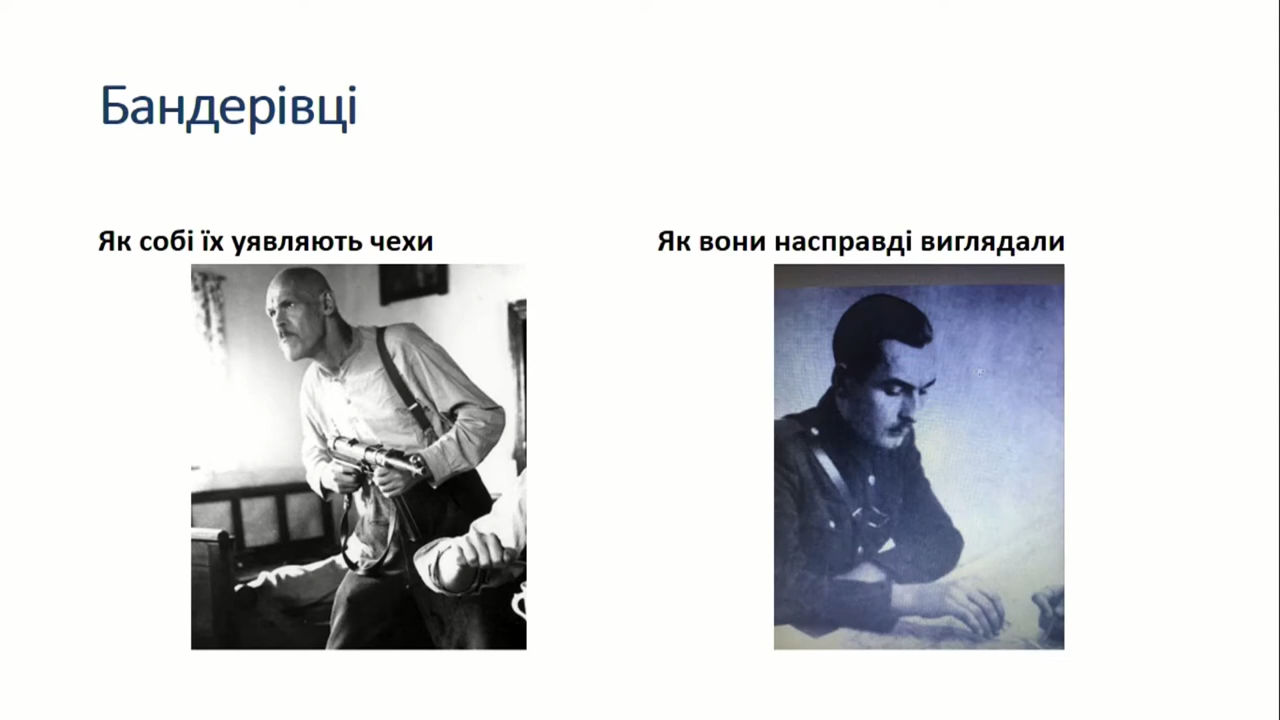 Бандерівці
Як собі їх уявляють чехи
Як вони насправді виглядали